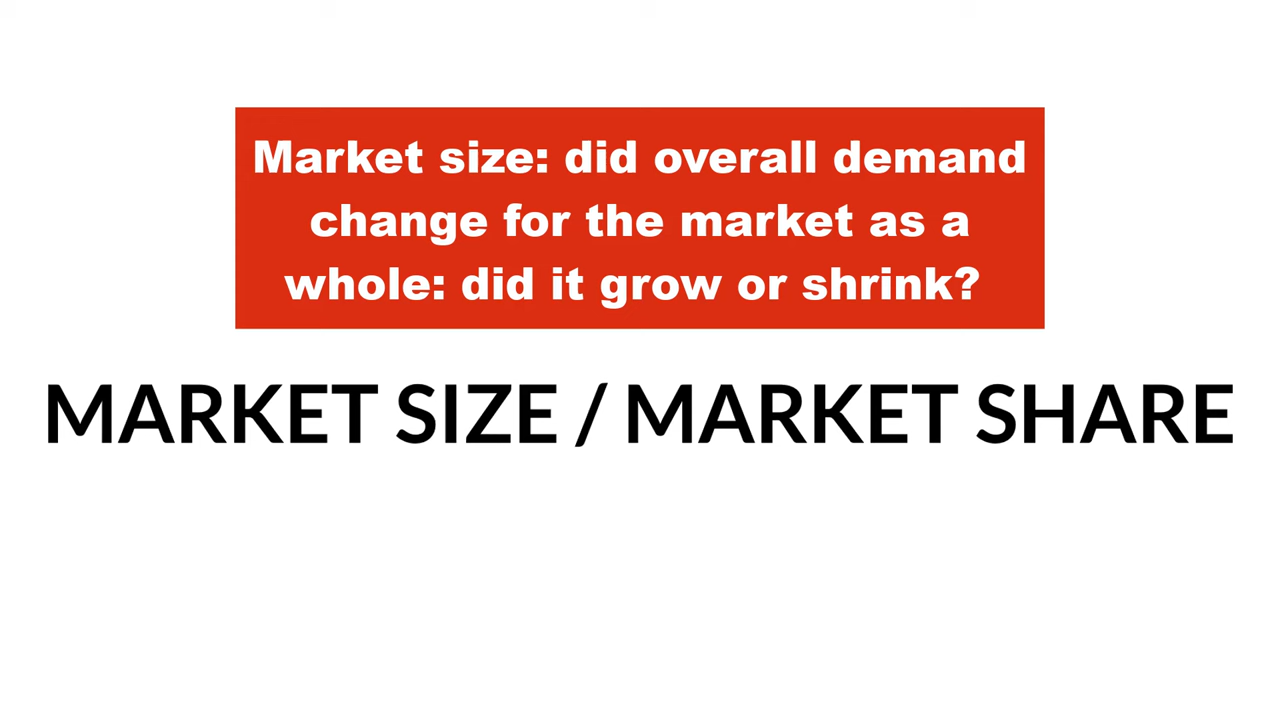 Market size: did overall demand
change for the market as a
whole: did it grow or shrink?
MARKET SIZE / MARKET SHARE